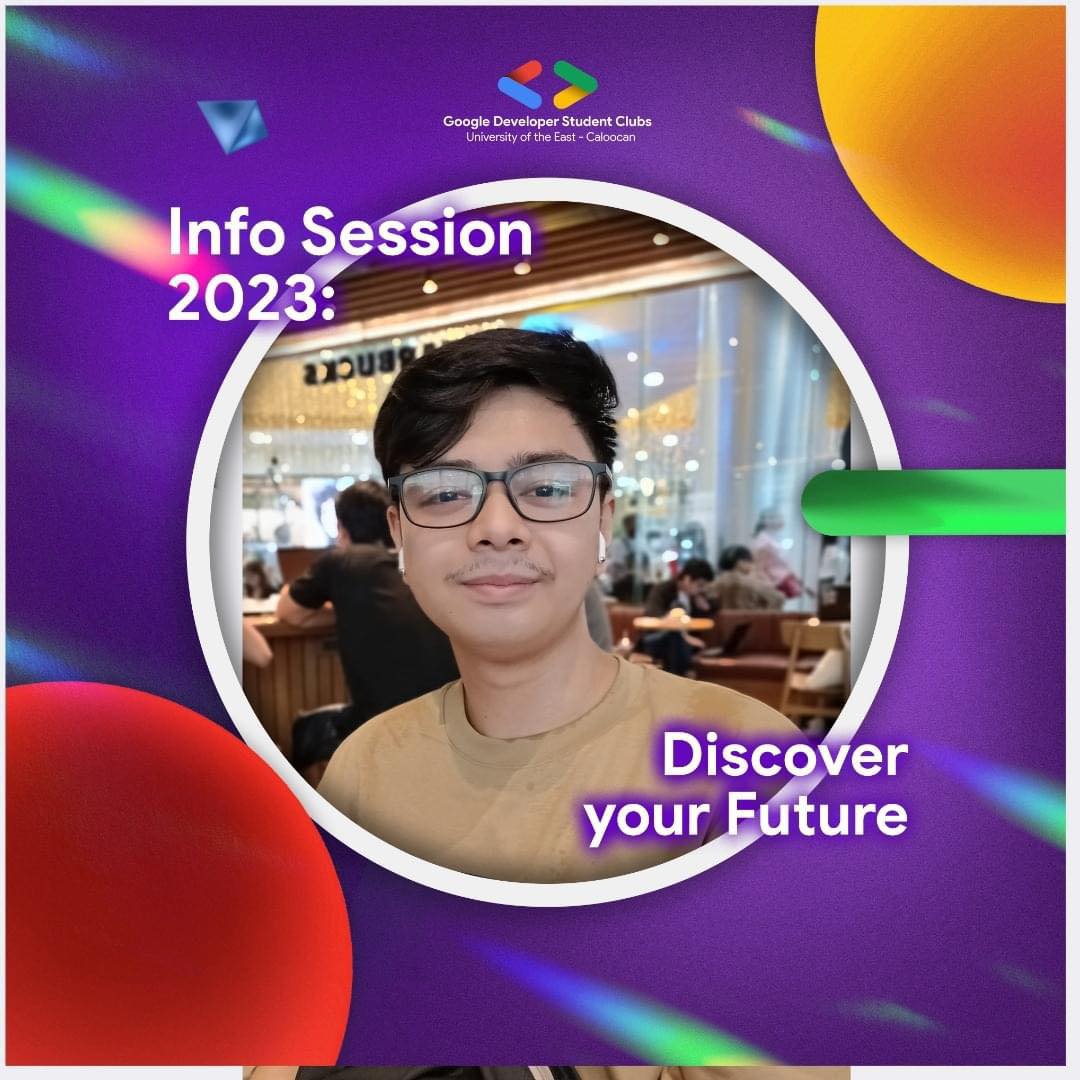 Google Developer Student Clubs
University of the East - Caloocan
Info Session
2023:
Discover
your Future